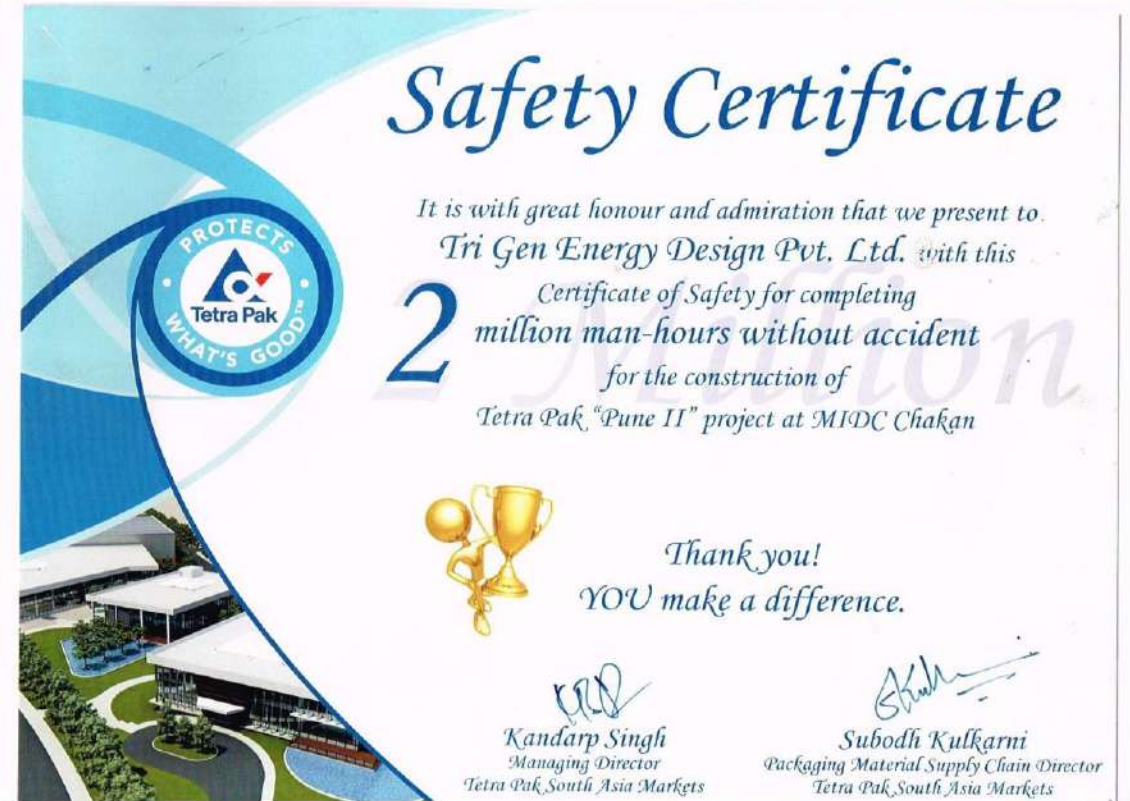 Safety Certificate
It is with great honour and admiration that we present to
Tri Gen Energy Design Pvt. Ltd. with this
Certificate of Safety for completing
2 million man-hours without accident
2 Million
for the construction of
Tetra Pak "Pune II" project at MIDC Chakan
PROTECTS
Tetra Pak
WHAT'S GOOD™
Thank you!
YOU make a difference.
Kandarp Singh
Managing Director
Tetra Pak South Asia Markets
Subodh Kulkarni
Packaging Material Supply Chain Director
Tetra Pak South Asia Markets